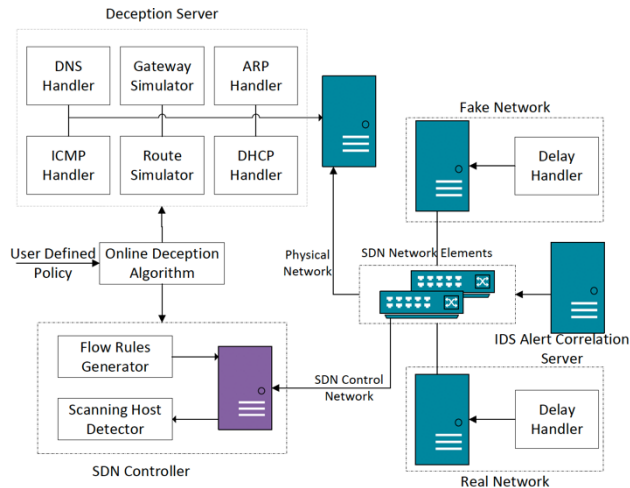 Deception Server
DNS
Handler
Gateway
Simulator
ARP
Handler
ICMP
Handler
Route
Simulator
DHCP
Handler
User Defined
Policy
Online Deception
Algorithm
Flow Rules
Generator
Scanning Host
Detector
SDN Controller
Physical
Network
SDN Control
Network
Fake Network
Delay
Handler
SDN Network Elements
IDS Alert Correlation
Server
Delay
Handler
Real Network